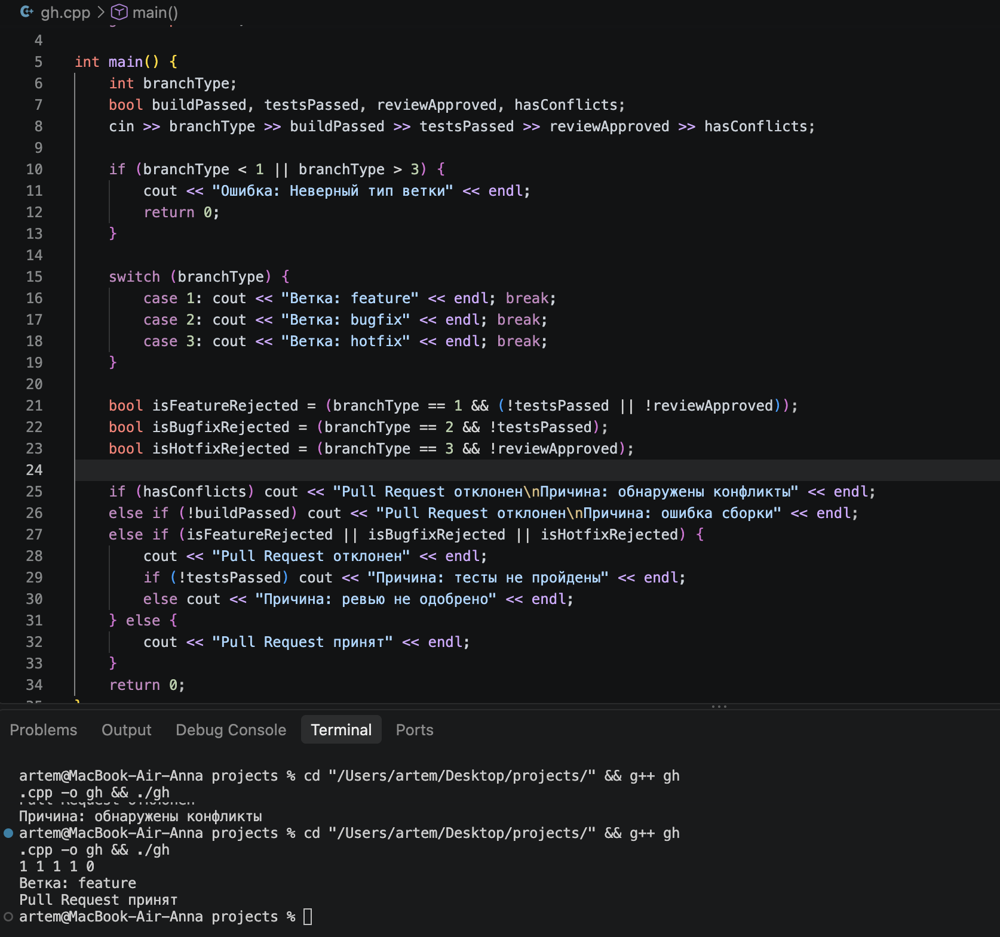 gh.cpp > main()
4
5 int main() {
6 int branchType;
7 bool buildPassed, testsPassed, reviewApproved, hasConflicts;
8 cin >> branchType >> buildPassed >> testsPassed >> reviewApproved >> hasConflicts;
9
10 if (branchType < 1 || branchType > 3) {
11 cout << "Ошибка: Неверный тип ветки" << endl;
12 return 0;
13 }
14
15 switch (branchType) {
16 case 1: cout << "Ветка: feature" << endl; break;
17 case 2: cout << "Ветка: bugfix" << endl; break;
18 case 3: cout << "Ветка: hotfix" << endl; break;
19 }
20
21 bool isFeatureRejected = (branchType == 1 && (!testsPassed || !reviewApproved));
22 bool isBugfixRejected = (branchType == 2 && !testsPassed);
23 bool isHotfixRejected = (branchType == 3 && !reviewApproved);
24
25 if (hasConflicts) cout << "Pull Request отклонен\nПричина: обнаружены конфликты" << endl;
26 else if (!buildPassed) cout << "Pull Request отклонен\nПричина: ошибка сборки" << endl;
27 else if (isFeatureRejected || isBugfixRejected || isHotfixRejected) {
28 cout << "Pull Request отклонен" << endl;
29 if (!testsPassed) cout << "Причина: тесты не пройдены" << endl;
30 else cout << "Причина: ревью не одобрено" << endl;
31 } else {
32 cout << "Pull Request принят" << endl;
33 }
34 return 0;
Problems Output Debug Console Terminal Ports
artem@MacBook-Air-Anna projects % cd "/Users/artem/Desktop/projects/" && g++ gh
.cpp -o gh && ./gh
Причина: обнаружены конфликты
artem@MacBook-Air-Anna projects % cd "/Users/artem/Desktop/projects/" && g++ gh
.cpp -o gh && ./gh
1 1 1 1 0
Ветка: feature
Pull Request принят
artem@MacBook-Air-Anna projects %